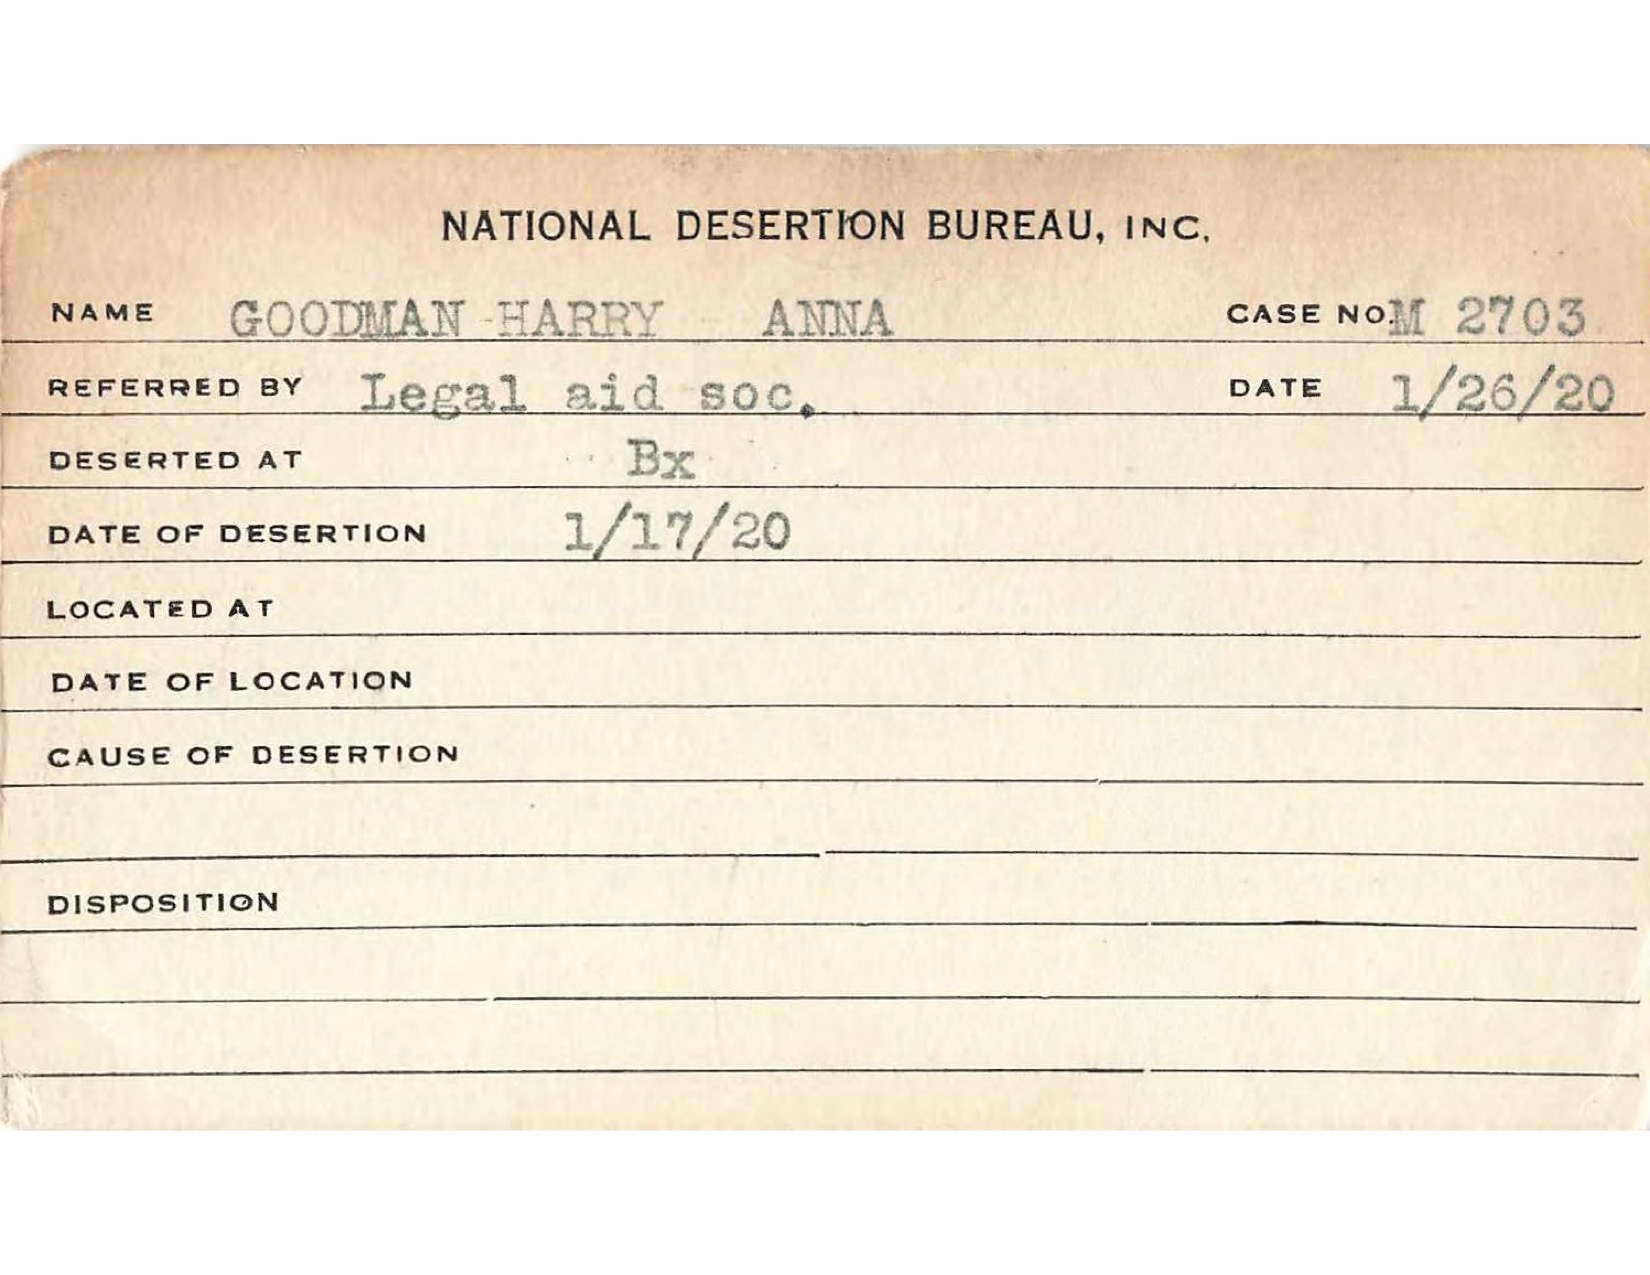 NATIONAL DESERTION BUREAU, INC.
NAME GOODMAN HARRY ANNA CASE NO. M 2703
REFERRED BY Legal aid soc. DATE 1/26/20
DESERTED AT Bx
DATE OF DESERTION 1/17/20
LOCATED AT
DATE OF LOCATION
CAUSE OF DESERTION
DISPOSITION